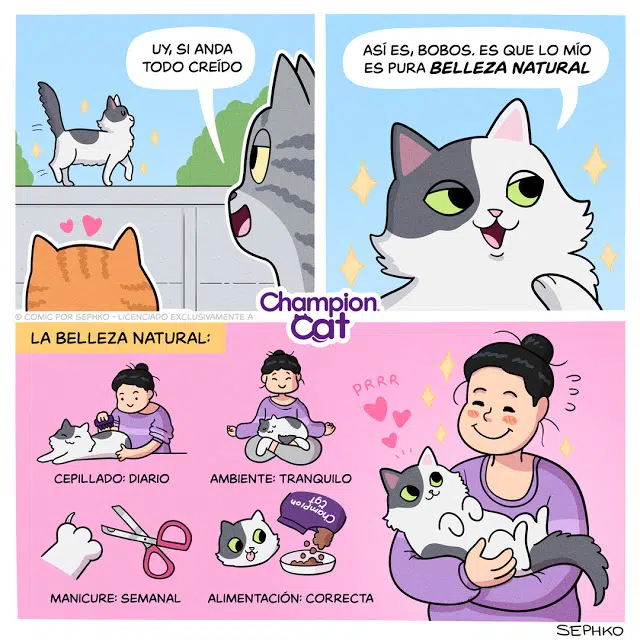 UY, SI ANDA
TODO CREÍDO
ASÍ ES, BOBOS. ES QUE LO MÍO
ES PURA BELLEZA NATURAL
© COMIC POR SEPHKO - LICENCIADO EXCLUSIVAMENTE A
Champion
Cat
LA BELLEZA NATURAL:
PRRR
CEPILLADO: DIARIO
AMBIENTE: TRANQUILO
Champion
Cat
MANICURE: SEMANAL
ALIMENTACIÓN: CORRECTA
SEPHKO